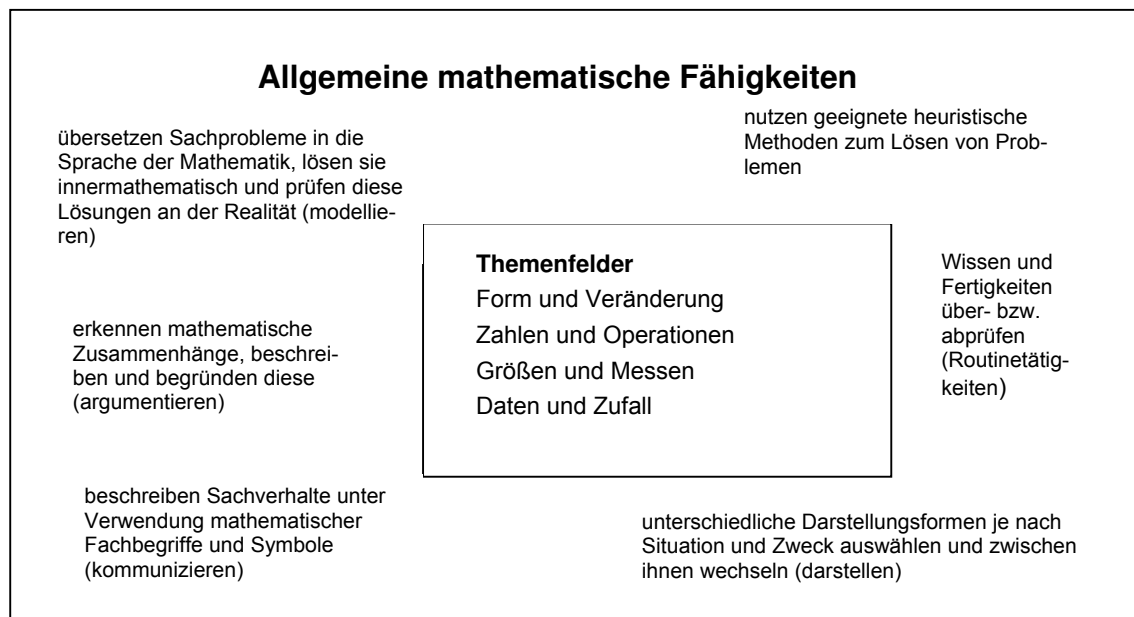 Allgemeine mathematische Fähigkeiten
übersetzen Sachprobleme in die
Sprache der Mathematik, lösen sie
innermathematisch und prüfen diese
Lösungen an der Realität (modellie-
ren)
nutzen geeignete heuristische
Methoden zum Lösen von Prob-
lemen
Themenfelder
Form und Veränderung
Zahlen und Operationen
Größen und Messen
Daten und Zufall
Wissen und
Fertigkeiten
über- bzw.
abprüfen
(Routinetätig-
keiten)
erkennen mathematische
Zusammenhänge, beschrei-
ben und begründen diese
(argumentieren)
beschreiben Sachverhalte unter
Verwendung mathematischer
Fachbegriffe und Symbole
(kommunizieren)
unterschiedliche Darstellungsformen je nach
Situation und Zweck auswählen und zwischen
ihnen wechseln (darstellen)